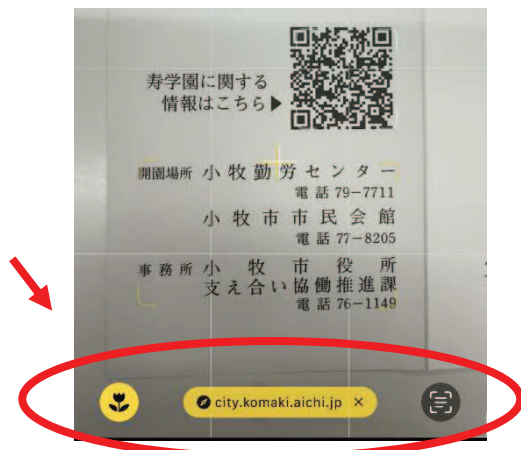 寿学園に関する
情報はこちら▶
開園場所 小牧勤労センター
電話 79-7711
小牧市市民会館
電話 77-8205
事務所 小牧市役所
支え合い協働推進課
電話 76-1149
city.komaki.aichi.jp ×